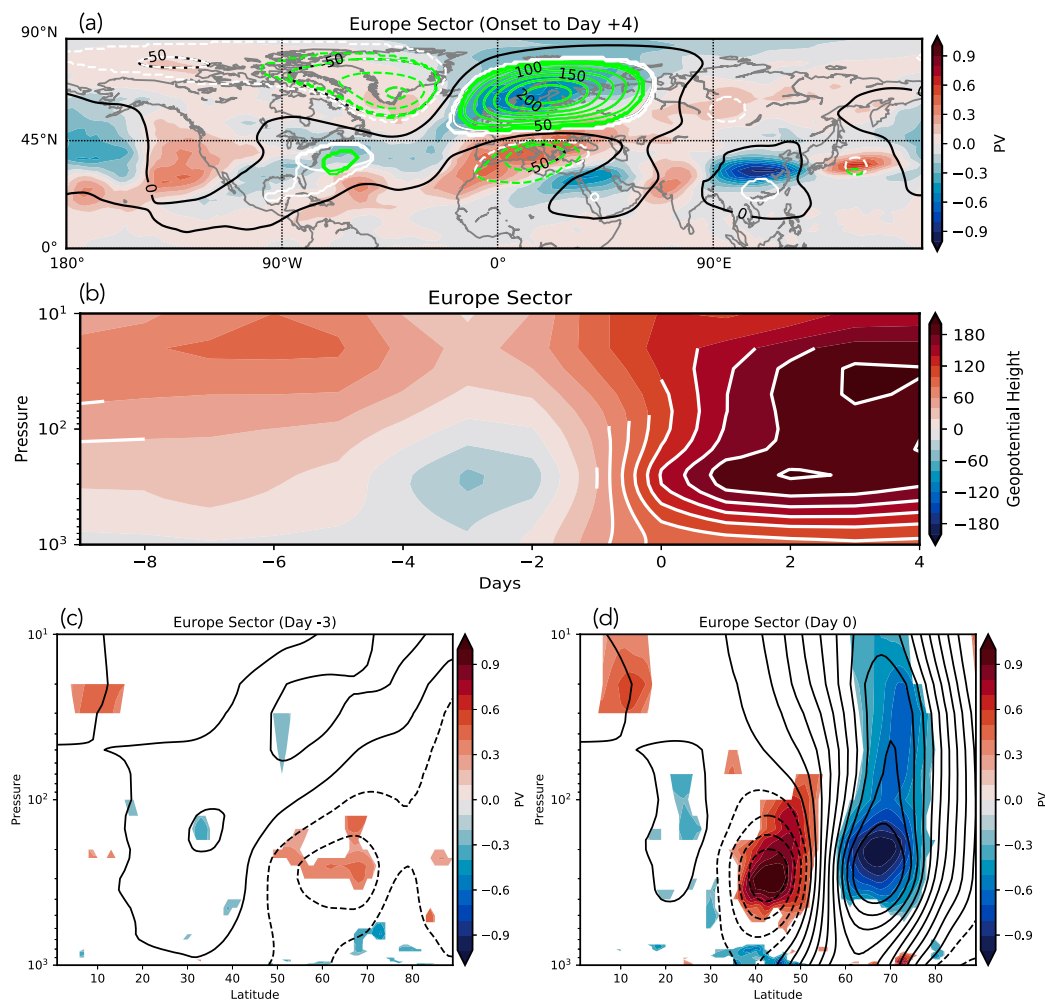 (a) Europe Sector (Onset to Day +4)
90°N
45°N
0°
180° 90°W 0° 90°E
-50 -50 100 150 200 50 -50 0 0
0.9
0.6
0.3
0.0
−0.3
−0.6
−0.9
PV
(b) Europe Sector
10¹
10²
10³
Pressure
−8 −6 −4 −2 0 2 4
Days
180
120
60
0
−60
−120
−180
Geopotential Height
(c) Europe Sector (Day -3)
10¹
10²
10³
Pressure
10 20 30 40 50 60 70 80
Latitude
0.9
0.6
0.3
0.0
−0.3
−0.6
−0.9
PV
(d) Europe Sector (Day 0)
10¹
10²
10³
Pressure
10 20 30 40 50 60 70 80
Latitude
0.9
0.6
0.3
0.0
−0.3
−0.6
−0.9
PV